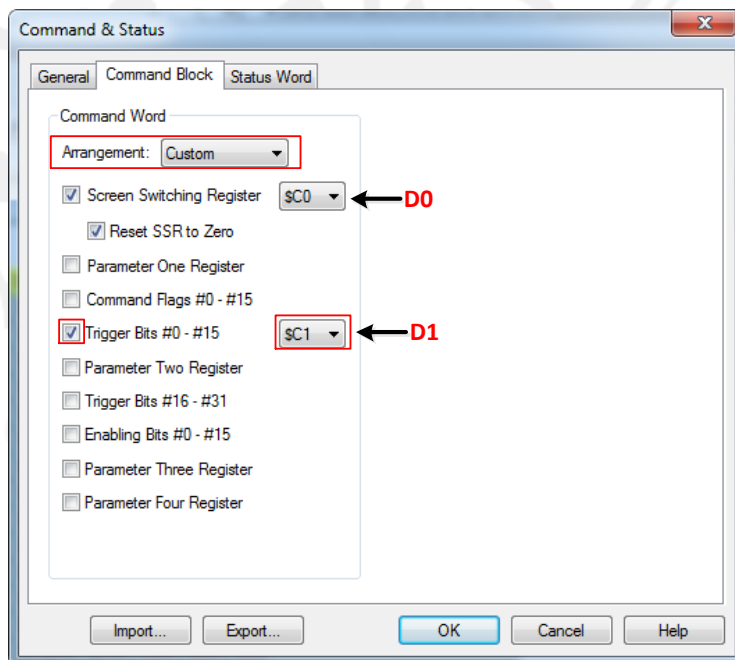 Command & Status
General Command Block Status Word
Command Word
Arrangement: Custom
Screen Switching Register $C0 D0
Reset SSR to Zero
Parameter One Register
Command Flags #0 - #15
Trigger Bits #0 - #15 $C1 D1
Parameter Two Register
Trigger Bits #16 - #31
Enabling Bits #0 - #15
Parameter Three Register
Parameter Four Register
Import... Export... OK Cancel Help